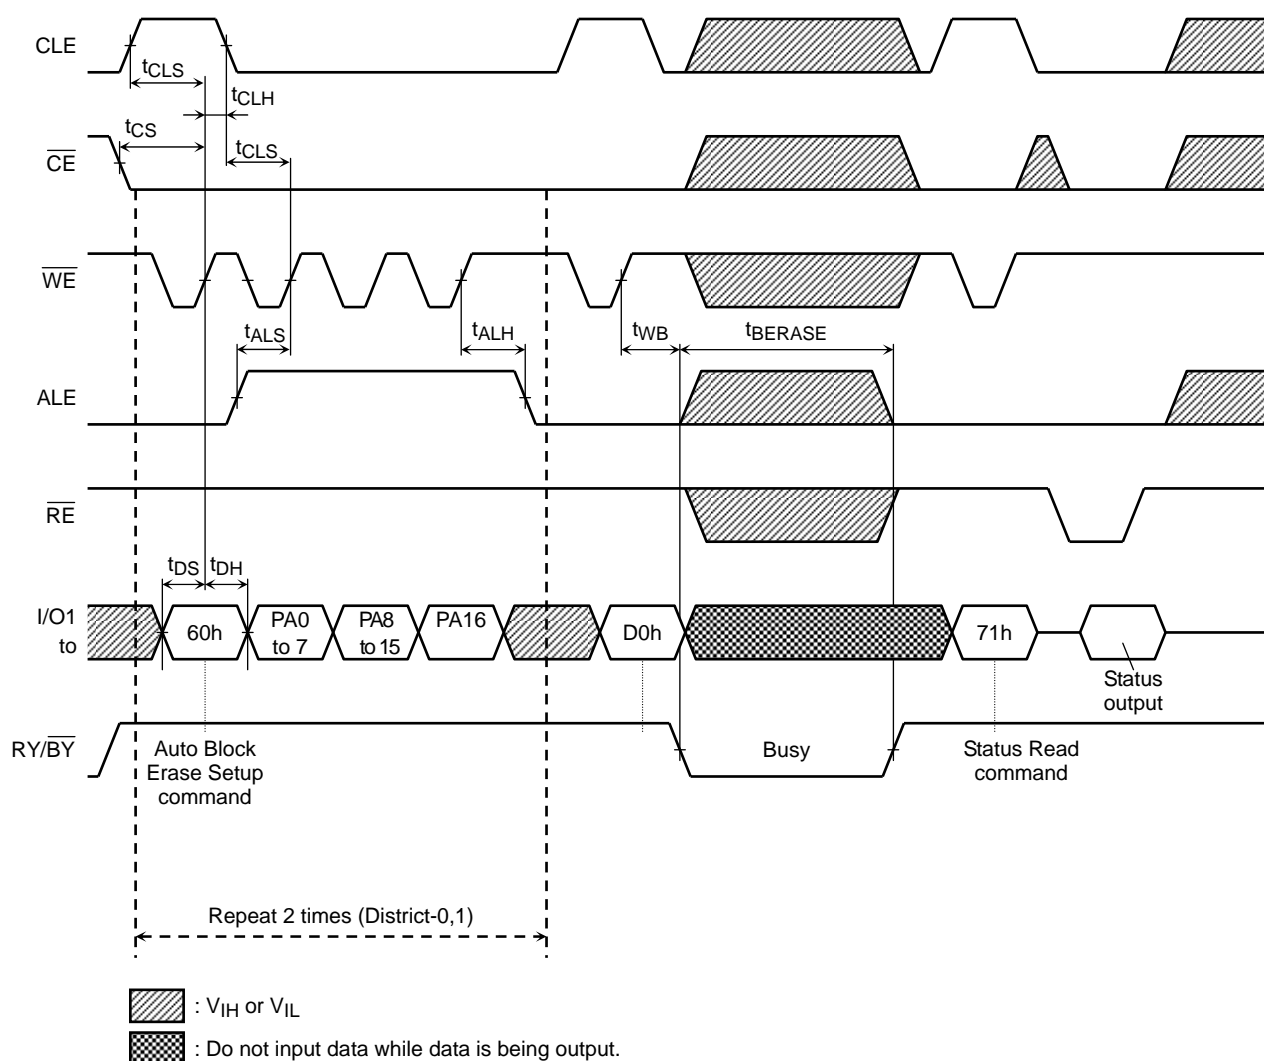 CLE
tCLS
tCLH
tCS
CE
tCLS
WE
tALS
tALH
tWB
tBERASE
ALE
RE
tDS
tDH
I/O1
to
60h
PA0
to 7
PA8
to 15
PA16
D0h
71h
Status
output
RY/BY
Auto Block
Erase Setup
command
Busy
Status Read
command
Repeat 2 times (District-0,1)
: VIH or VIL
: Do not input data while data is being output.